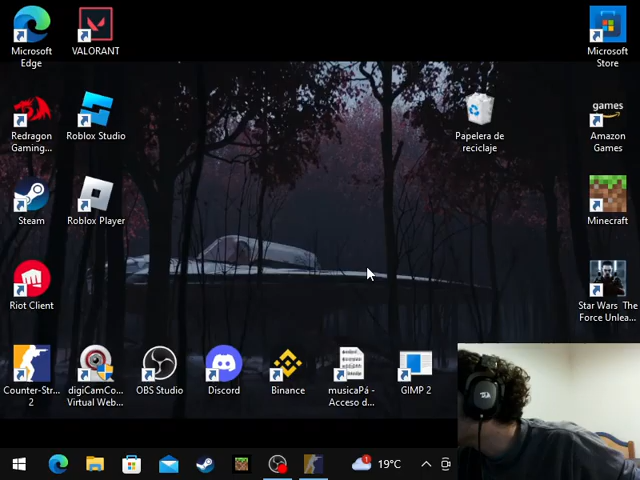 Microsoft
Edge
VALORANT
Microsoft
Store
Redragon
Gaming...
Roblox Studio
Papelera de
reciclaje
games
Amazon
Games
Steam
Roblox Player
Minecraft
Riot Client
Star Wars The
Force Unlea...
Counter-Str...
2
digiCamCo...
Virtual Web...
OBS Studio
Discord
Binance
musicaPá -
Acceso d...
GIMP 2
1
19°C